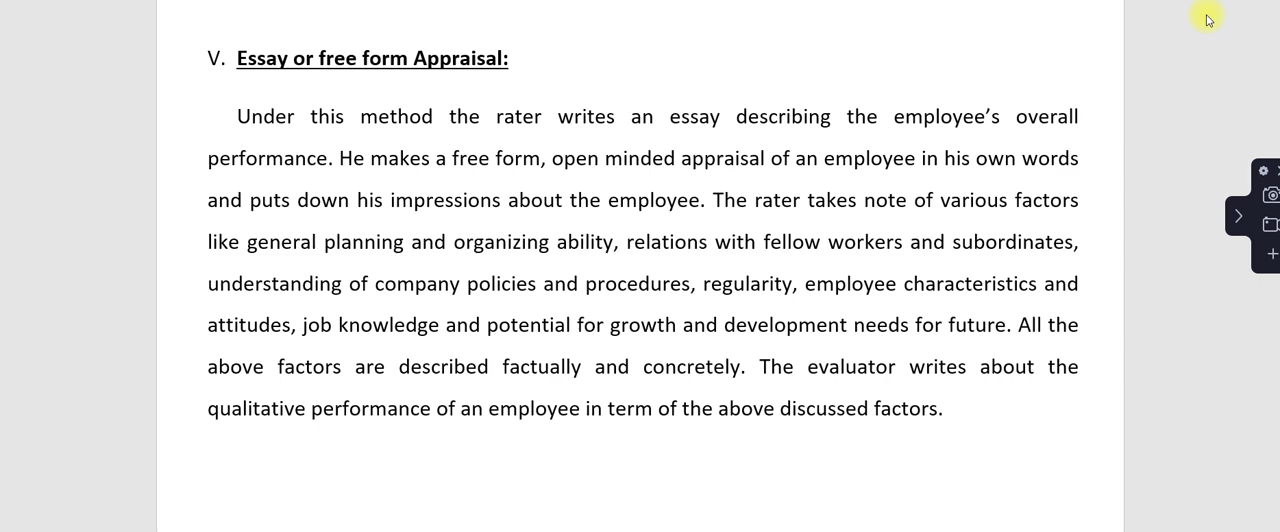 V. Essay or free form Appraisal:
Under this method the rater writes an essay describing the employee’s overall
performance. He makes a free form, open minded appraisal of an employee in his own words
and puts down his impressions about the employee. The rater takes note of various factors
like general planning and organizing ability, relations with fellow workers and subordinates,
understanding of company policies and procedures, regularity, employee characteristics and
attitudes, job knowledge and potential for growth and development needs for future. All the
above factors are described factually and concretely. The evaluator writes about the
qualitative performance of an employee in term of the above discussed factors.